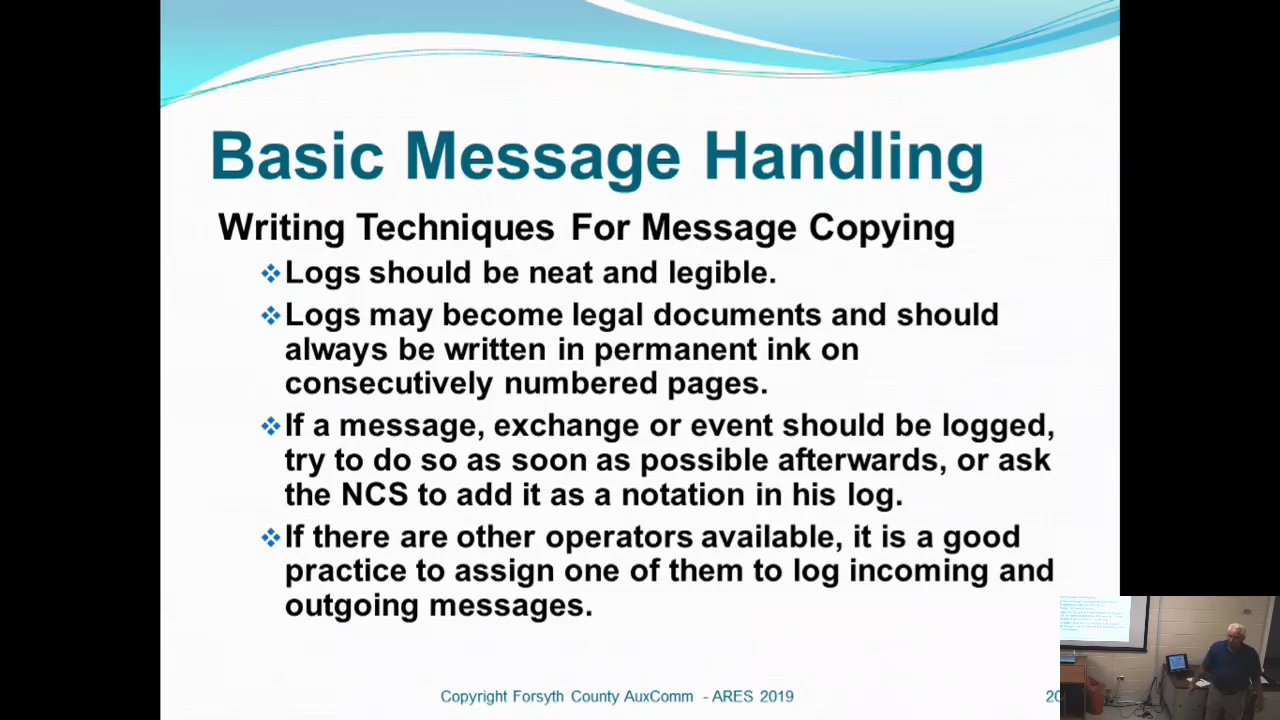 Basic Message Handling
Writing Techniques For Message Copying
Logs should be neat and legible.
Logs may become legal documents and should
always be written in permanent ink on
consecutively numbered pages.
If a message, exchange or event should be logged,
try to do so as soon as possible afterwards, or ask
the NCS to add it as a notation in his log.
If there are other operators available, it is a good
practice to assign one of them to log incoming and
outgoing messages.
Copyright Forsyth County AuxComm - ARES 2019
20